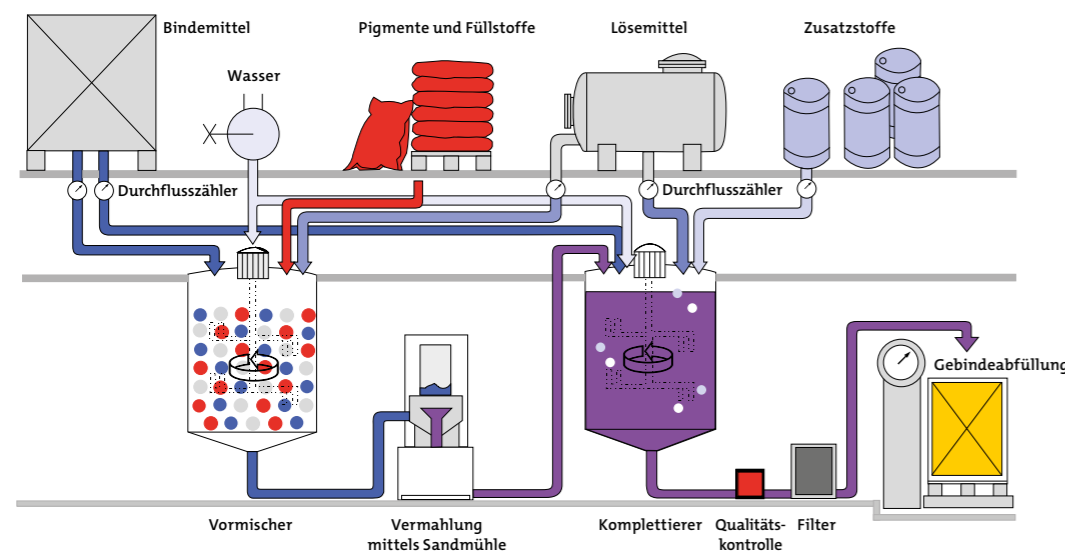 Bindemittel
Pigmente und Füllstoffe
Lösemittel
Zusatzstoffe
Wasser
Durchflusszähler
Durchflusszähler
Gebindeabfüllung
Vormischer
Vermahlung
mittels Sandmühle
Komplettierer
Qualitäts-
kontrolle
Filter